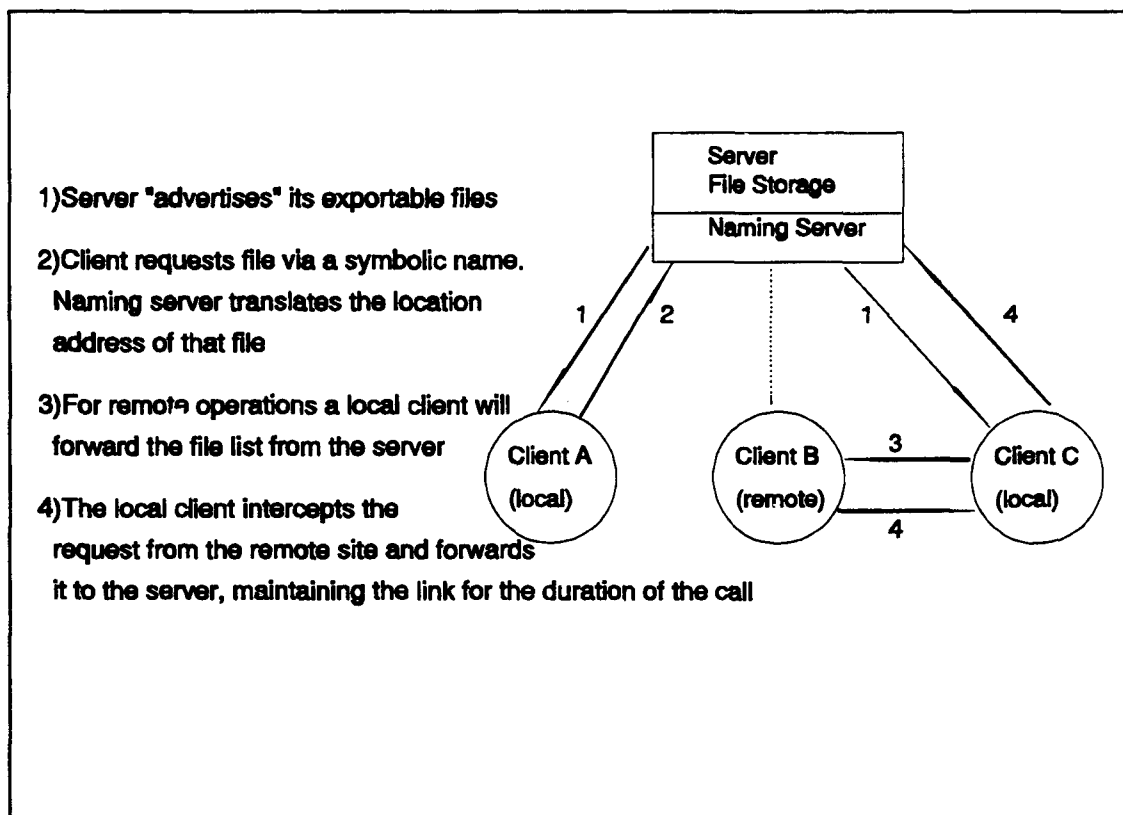 1)Server "advertises" its exportable files
2)Client requests file via a symbolic name.
Naming server translates the location
address of that file
3)For remote operations a local client will
forward the file list from the server
4)The local client intercepts the
request from the remote site and forwards
it to the server, maintaining the link for the duration of the call
Server
File Storage
Naming Server
1
2
1
4
Client A
(local)
Client B
(remote)
3
4
Client C
(local)